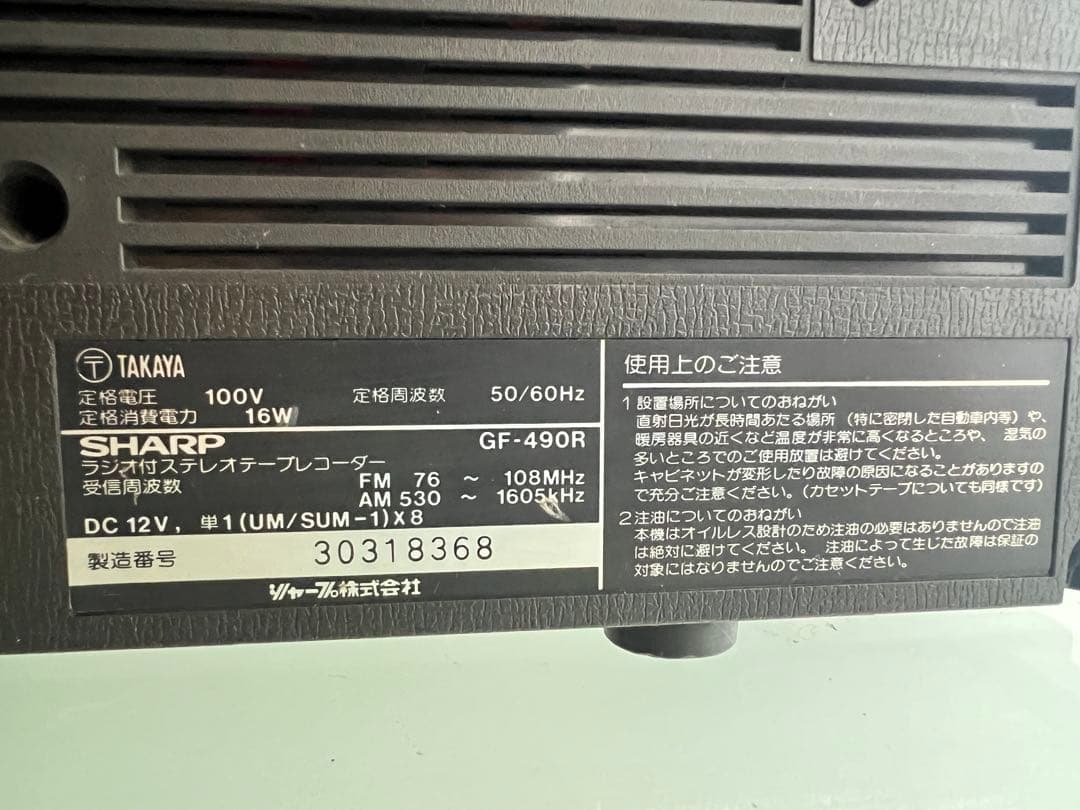 〒 TAKAYA
定格電圧 100V 定格周波数 50/60Hz
定格消費電力 16W
SHARP GF-490R
ラジオ付ステレオテープレコーダー
受信周波数 FM 76 ~ 108MHz
AM 530 ~ 1605kHz
DC 12V, 単1(UM/SUM-1)X8
製造番号 30318368
シャープ株式会社
使用上のご注意
1 設置場所についてのおねがい
直射日光が長時間あたる場所 (特に密閉した自動車内等) や、
暖房器具の近くなど温度が非常に高くなるところや、 湿気の
多いところでのご使用放置は避けてください。
キャビネットが変形したり故障の原因になることがありますの
で充分ご注意ください。(カセットテープについても同様です)
2 注油についてのおねがい
本機はオイルレス設計のため注油の必要はありませんので注油
は絶対に避けてください。 注油によって生じた故障は保証の
対象にはなりませんのでご注意ください。